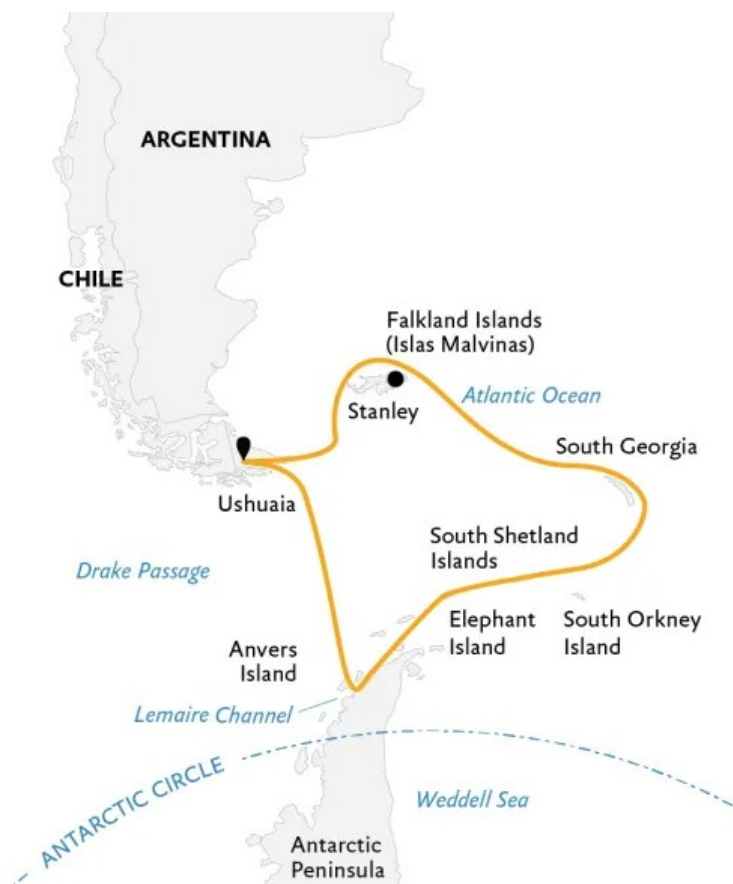 ARGENTINA
CHILE
Falkland Islands
(Islas Malvinas)
Atlantic Ocean
Stanley
South Georgia
Ushuaia
South Shetland
Islands
Drake Passage
Elephant
Island
South Orkney
Island
Anvers
Island
Lemaire Channel
ANTARCTIC CIRCLE
Weddell Sea
Antarctic
Peninsula